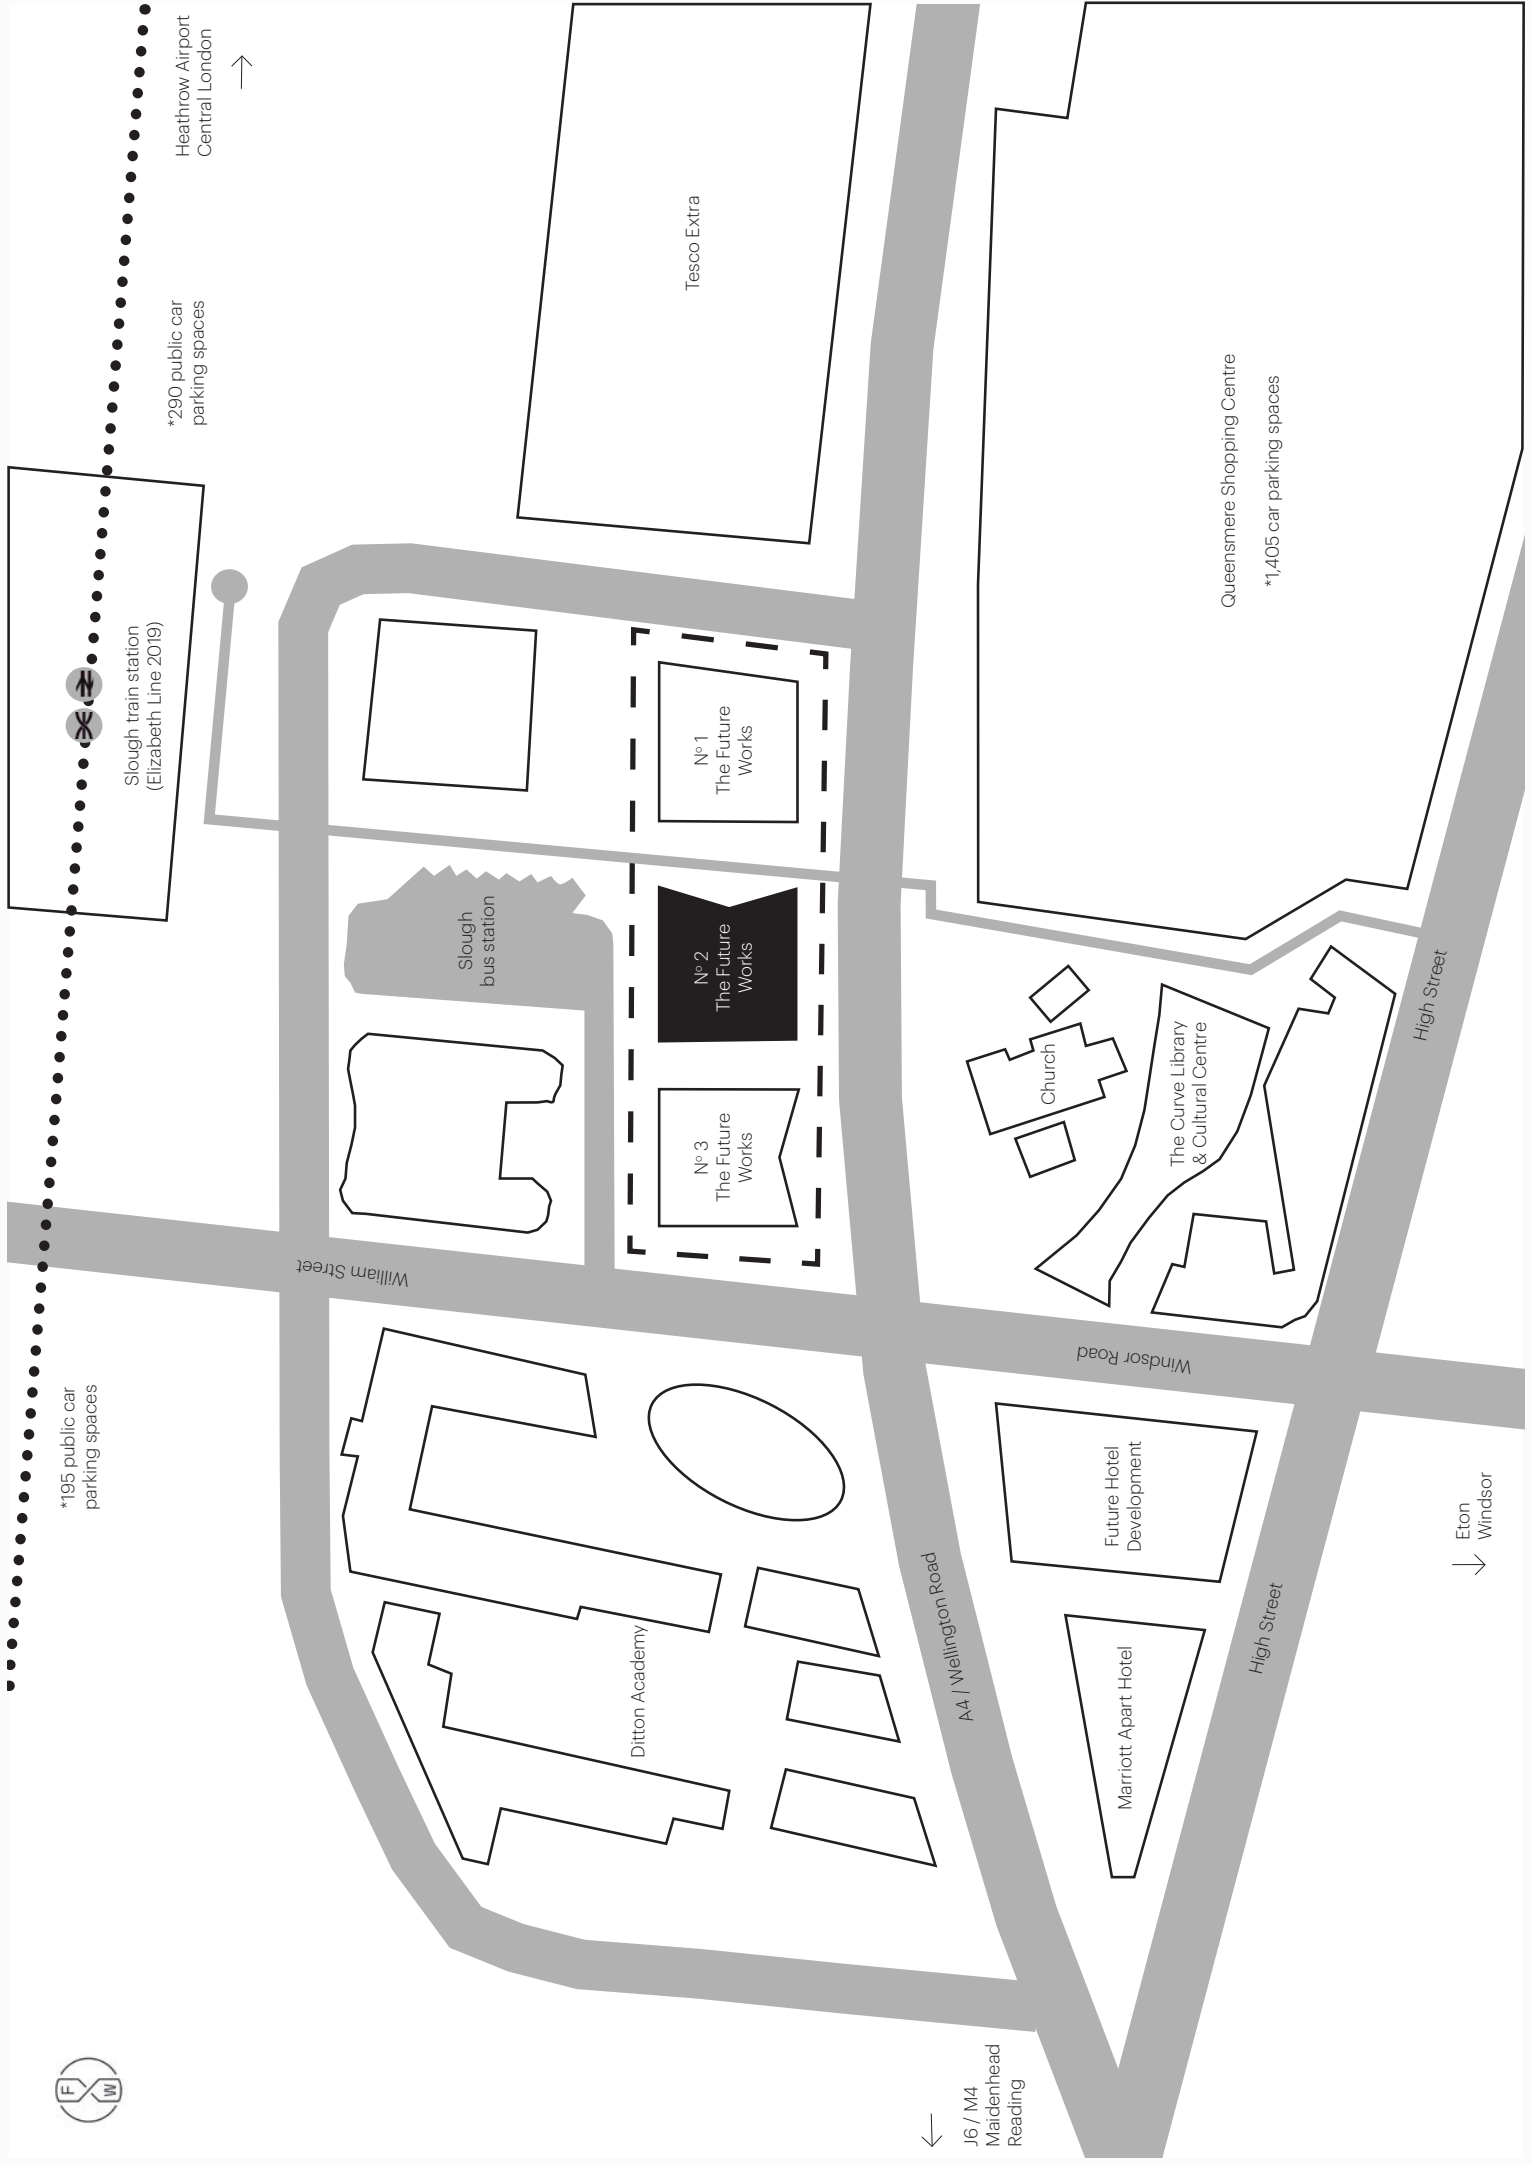 Heathrow Airport
Central London
→
*290 public car
parking spaces
Slough train station
(Elizabeth Line 2019)
*195 public car
parking spaces
F
W
Tesco Extra
Slough
bus station
Nº 1
The Future
Works
Nº 2
The Future
Works
Nº 3
The Future
Works
William Street
Ditton Academy
Queensmere Shopping Centre
*1,405 car parking spaces
Church
The Curve Library
& Cultural Centre
High Street
Windsor Road
Future Hotel
Development
A4 / Wellington Road
Marriott Apart Hotel
High Street
Eton
Windsor
↓
←
J6 / M4
Maidenhead
Reading